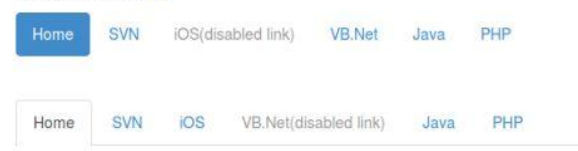 Home SVN iOS(disabled link) VB.Net Java PHP
Home SVN iOS VB.Net(disabled link) Java PHP